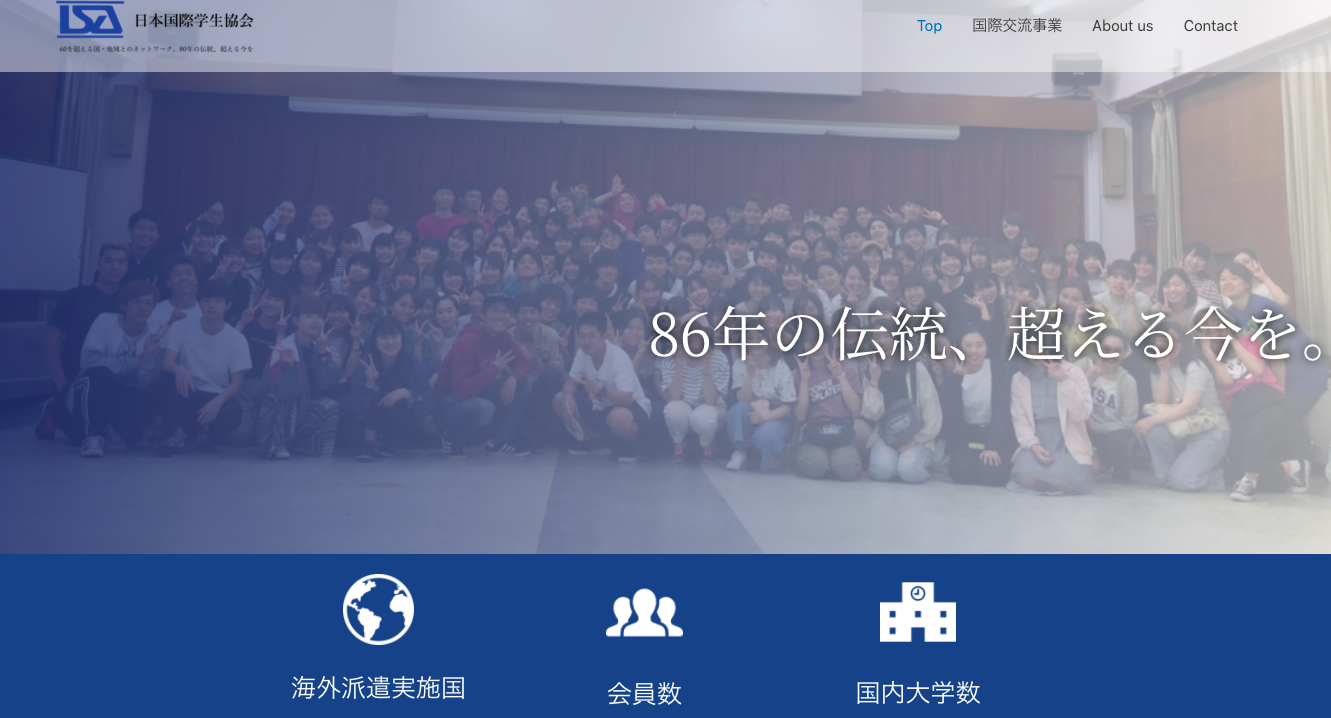 ISA 日本国際学生協会
60を超える国・地域とのネットワーク。80年の伝統、超える今を
Top 国際交流事業 About us Contact
86年の伝統、超える今を。
ISA
海外派遣実施国 会員数 国内大学数